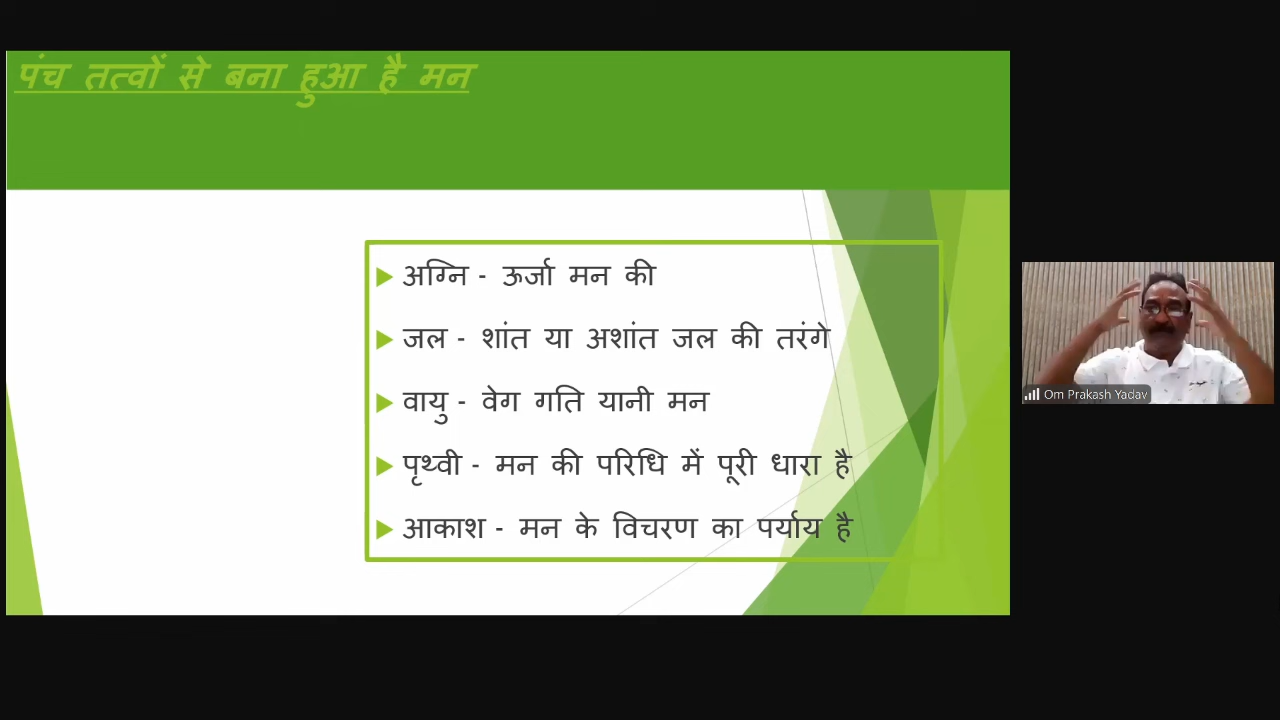 पंच तत्वों से बना हुआ है मन
अग्नि - ऊर्जा मन की
जल - शांत या अशांत जल की तरंगे
वायु - वेग गति यानी मन
पृथ्वी - मन की परिधि में पूरी धारा है
आकाश - मन के विचरण का पर्याय है
Om Prakash Yadav